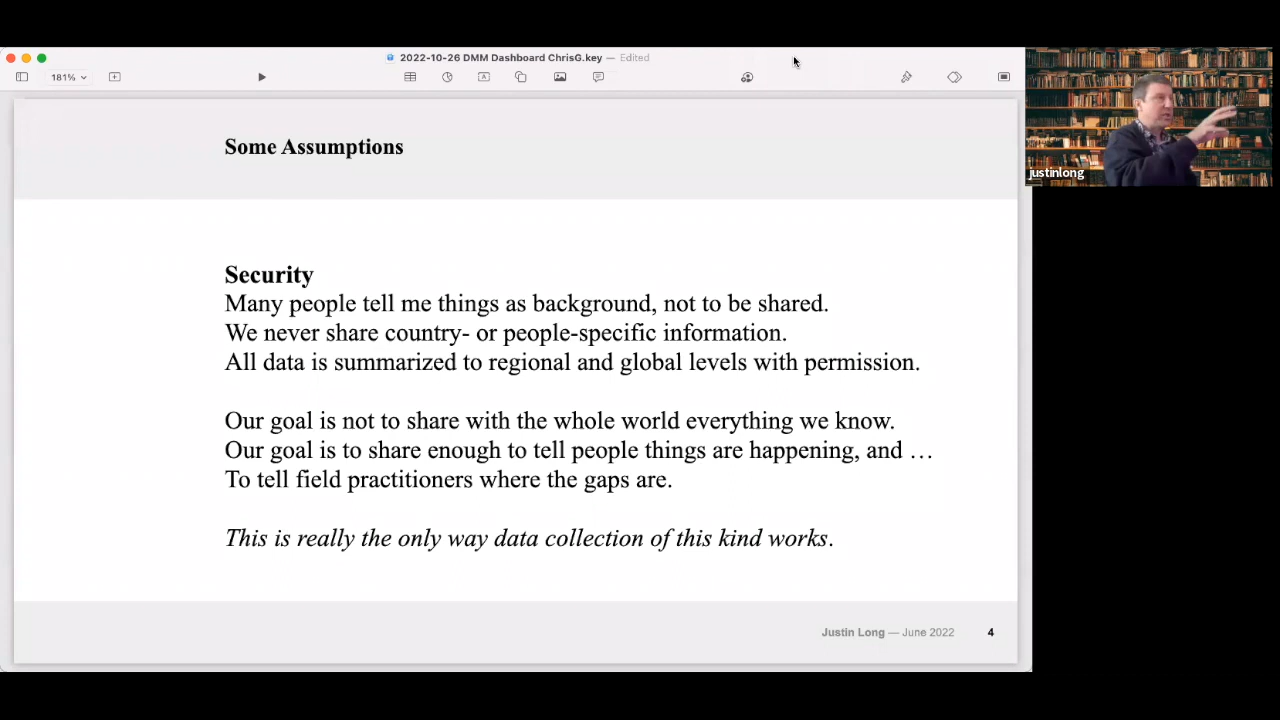 2022-10-26 DMM Dashboard ChrisG.key — Edited
181%
justinlong
Some Assumptions
Security
Many people tell me things as background, not to be shared.
We never share country- or people-specific information.
All data is summarized to regional and global levels with permission.
Our goal is not to share with the whole world everything we know.
Our goal is to share enough to tell people things are happening, and …
To tell field practitioners where the gaps are.
This is really the only way data collection of this kind works.
Justin Long — June 2022 4